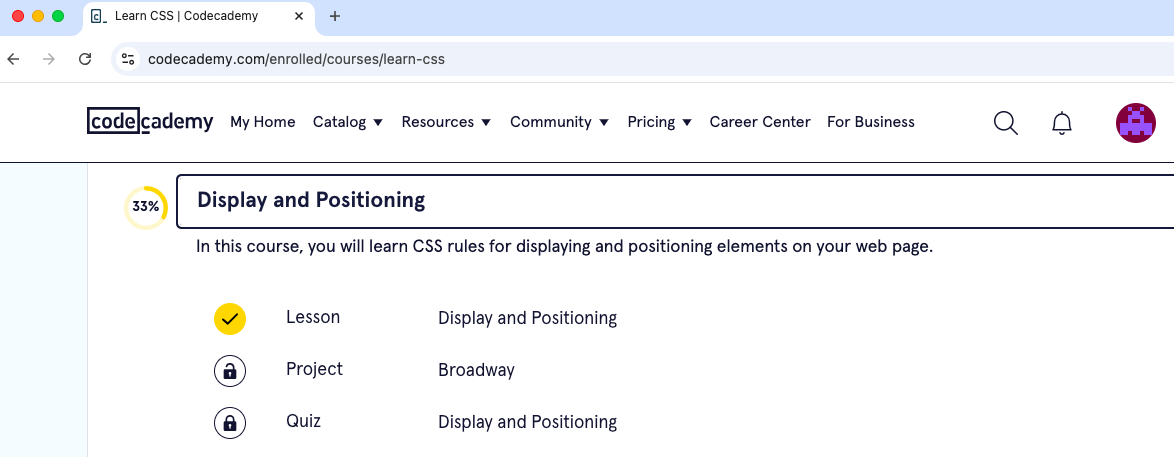 Learn CSS | Codecademy
codecademy.com/enrolled/courses/learn-css
codecademy My Home Catalog Resources Community Pricing Career Center For Business
33% Display and Positioning
In this course, you will learn CSS rules for displaying and positioning elements on your web page.
Lesson Display and Positioning
Project Broadway
Quiz Display and Positioning